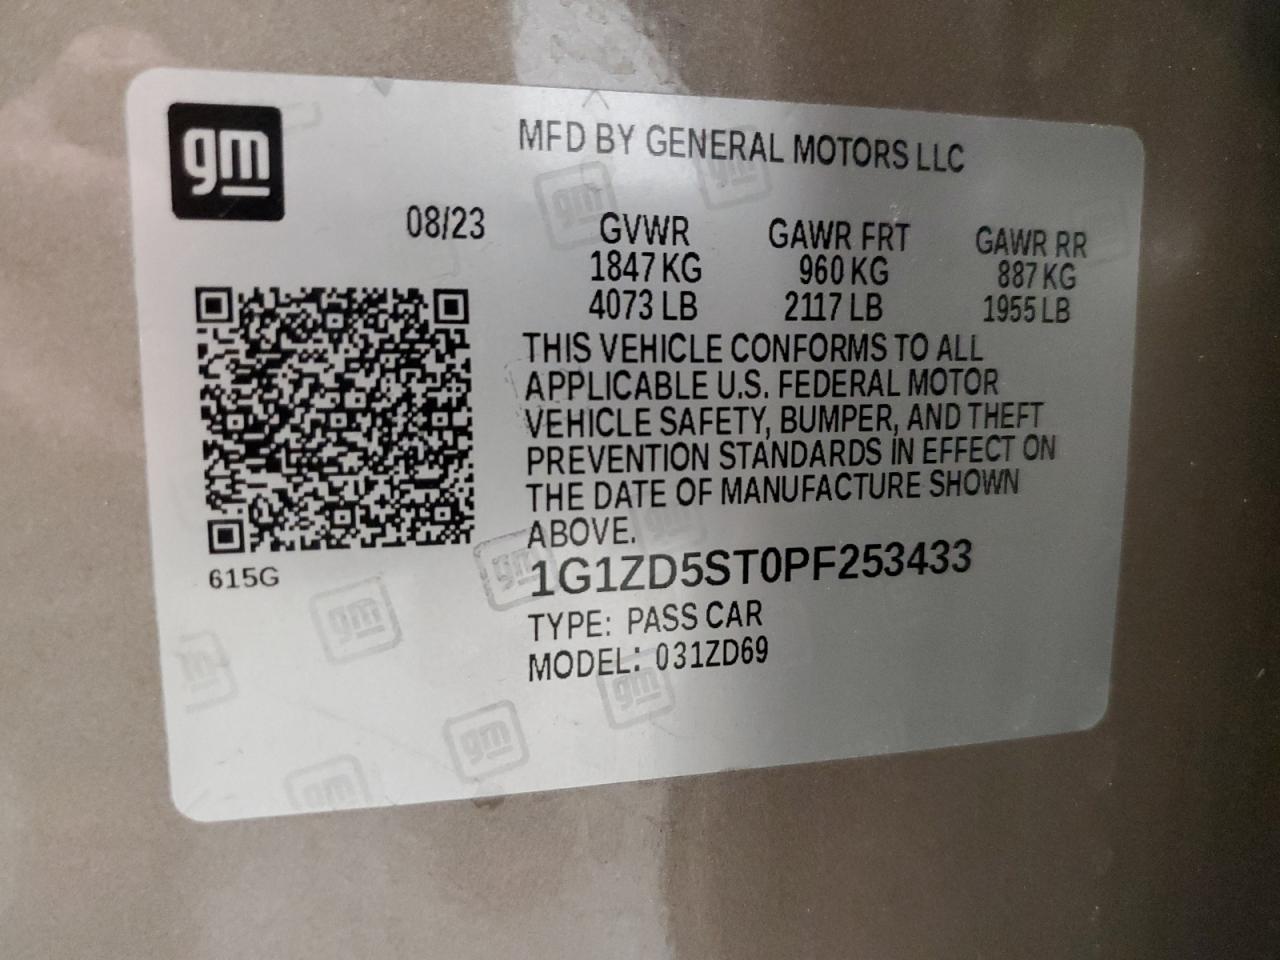 gm
MFD BY GENERAL MOTORS LLC
08/23 GVWR GAWR FRT GAWR RR
1847 KG 960 KG 887 KG
4073 LB 2117 LB 1955 LB
THIS VEHICLE CONFORMS TO ALL
APPLICABLE U.S. FEDERAL MOTOR
VEHICLE SAFETY, BUMPER, AND THEFT
PREVENTION STANDARDS IN EFFECT ON
THE DATE OF MANUFACTURE SHOWN
ABOVE.
615G
1G1ZD5ST0PF253433
TYPE: PASS CAR
MODEL: 031ZD69